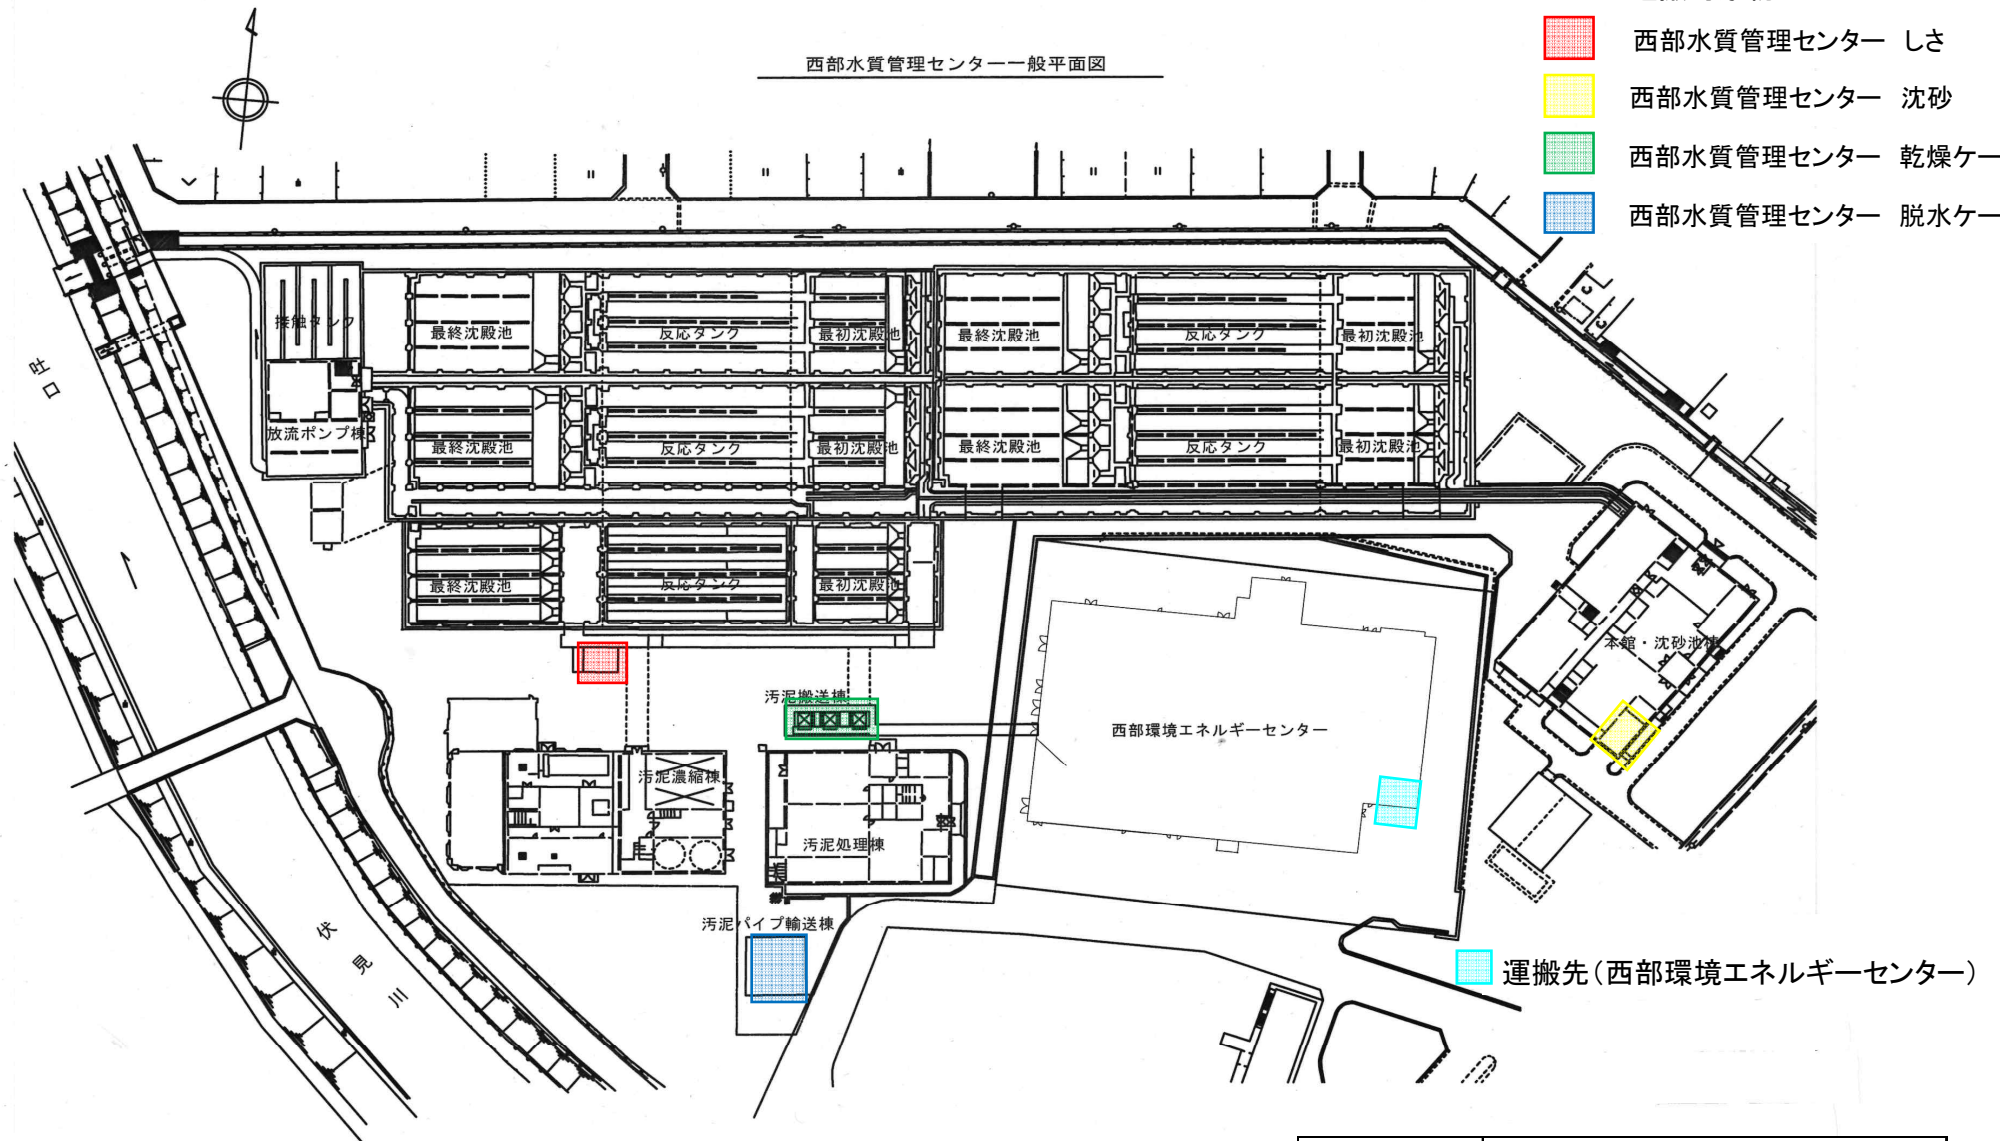 西部水質管理センター一般平面図
西部水質管理センター しさ
西部水質管理センター 沈砂
西部水質管理センター 乾燥ケー
西部水質管理センター 脱水ケー
接触タンク
最終沈殿池
反応タンク
最初沈殿池
最終沈殿池
反応タンク
最初沈殿池
吐口
放流ポンプ棟
最終沈殿池
反応タンク
最初沈殿池
最終沈殿池
反応タンク
最初沈殿池
最終沈殿池
反応タンク
最初沈殿池
本館・沈砂池棟
汚泥搬送棟
西部環境エネルギーセンター
汚泥濃縮棟
汚泥処理棟
汚泥パイプ輸送棟
伏見川
運搬先(西部環境エネルギーセンター)